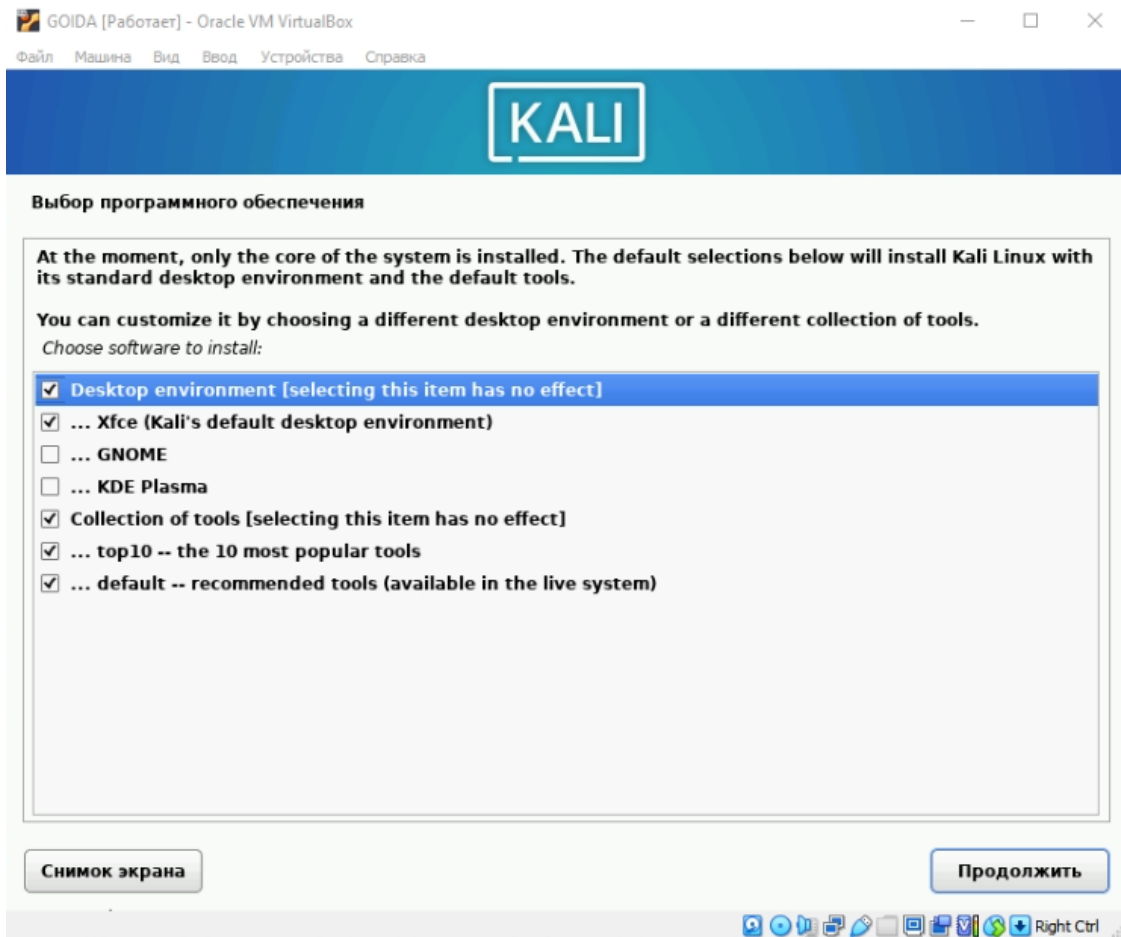 GOIDA [Работает] - Oracle VM VirtualBox
Файл Машина Вид Ввод Устройства Справка
KALI
Выбор программного обеспечения
At the moment, only the core of the system is installed. The default selections below will install Kali Linux with
its standard desktop environment and the default tools.
You can customize it by choosing a different desktop environment or a different collection of tools.
Choose software to install:
Desktop environment [selecting this item has no effect]
... Xfce (Kali's default desktop environment)
... GNOME
... KDE Plasma
Collection of tools [selecting this item has no effect]
... top10 -- the 10 most popular tools
... default -- recommended tools (available in the live system)
Снимок экрана
Продолжить
Right Ctrl